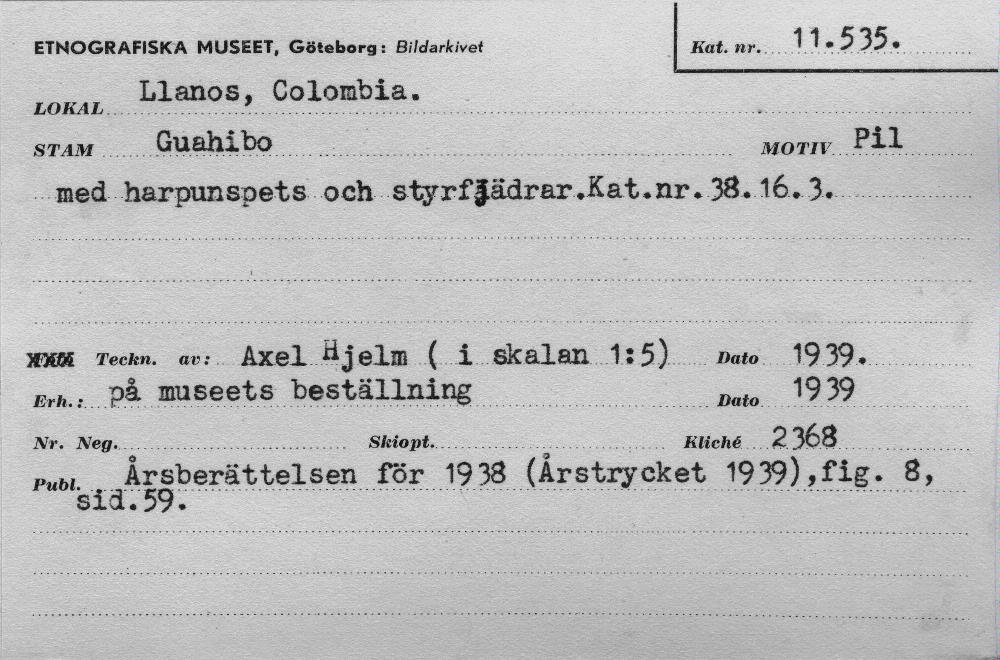 ETNOGRAFISKA MUSEET, Göteborg: Bildarkivet
Kat. nr. 11.535.
LOKAL Llanos, Colombia.
STAM Guahibo MOTIV Pil
med harpunspets och styrfjädrar.Kat.nr.38.16.3.
Teckn. av: Axel Hjelm ( i skalan 1:5) Dato 1939.
Erh.: på museets beställning Dato 1939
Nr. Neg. Skiopt. Kliché 2368
Publ. Årsberättelsen för 1938 (Årstrycket 1939),fig. 8,
sid.59.